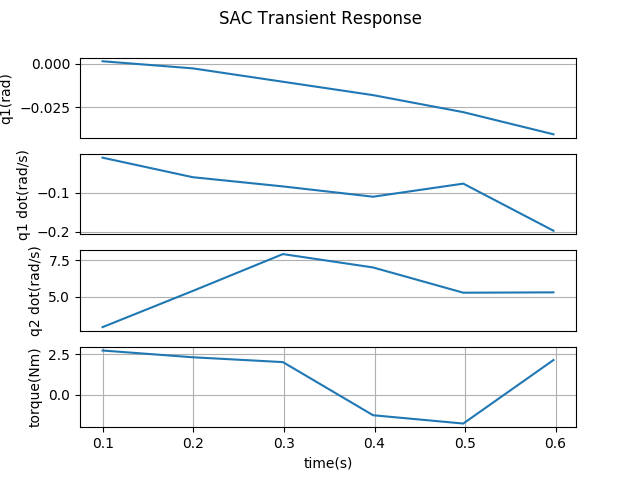 SAC Transient Response
0.000
−0.025
q1(rad)
−0.1
−0.2
q1 dot(rad/s)
7.5
5.0
q2 dot(rad/s)
2.5
0.0
torque(Nm)
0.1 0.2 0.3 0.4 0.5 0.6
time(s)